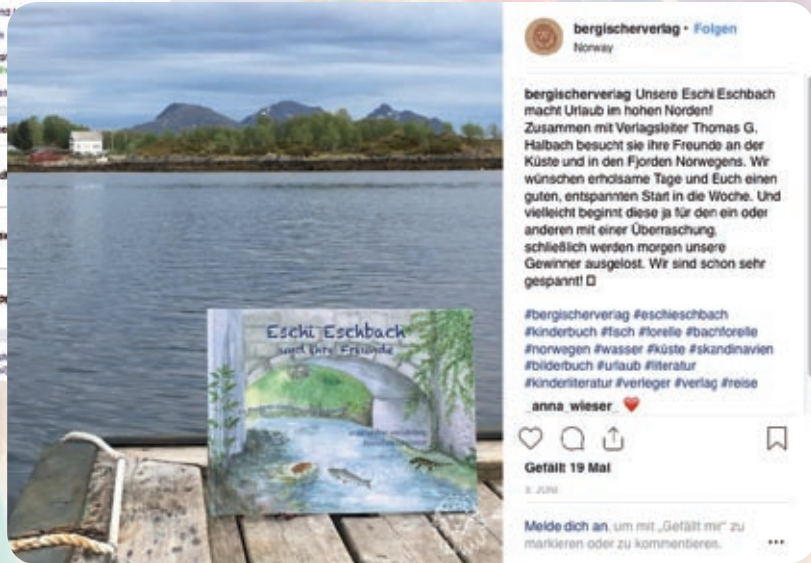 bergischerverlag • Folgen
Norway
bergischerverlag Unsere Eschi Eschbach
macht Urlaub im hohen Norden!
Zusammen mit Verlagsleiter Thomas G.
Halbach besucht sie ihre Freunde an der
Küste und in den Fjorden Norwegens. Wir
wünschen erholsame Tage und Euch einen
guten, entspannten Start in die Woche. Und
vielleicht beginnt diese ja für den ein oder
anderen mit einer Überraschung,
schließlich werden morgen unsere
Gewinner ausgelost. Wir sind schon sehr
gespannt!
#bergischerverlag #eschieschbach
#kinderbuch #fisch #forelle #bachforelle
#norwegen #wasser #küste #skandinavien
#bilderbuch #urlaub #literatur
#kinderliteratur #verleger #verlag #reise
_anna_wieser_ ❤️
Gefällt 19 Mal
3. JUNI
Melde dich an, um mit „Gefällt mir“ zu
markieren oder zu kommentieren.
Eschi Eschbach
und ihre Freunde